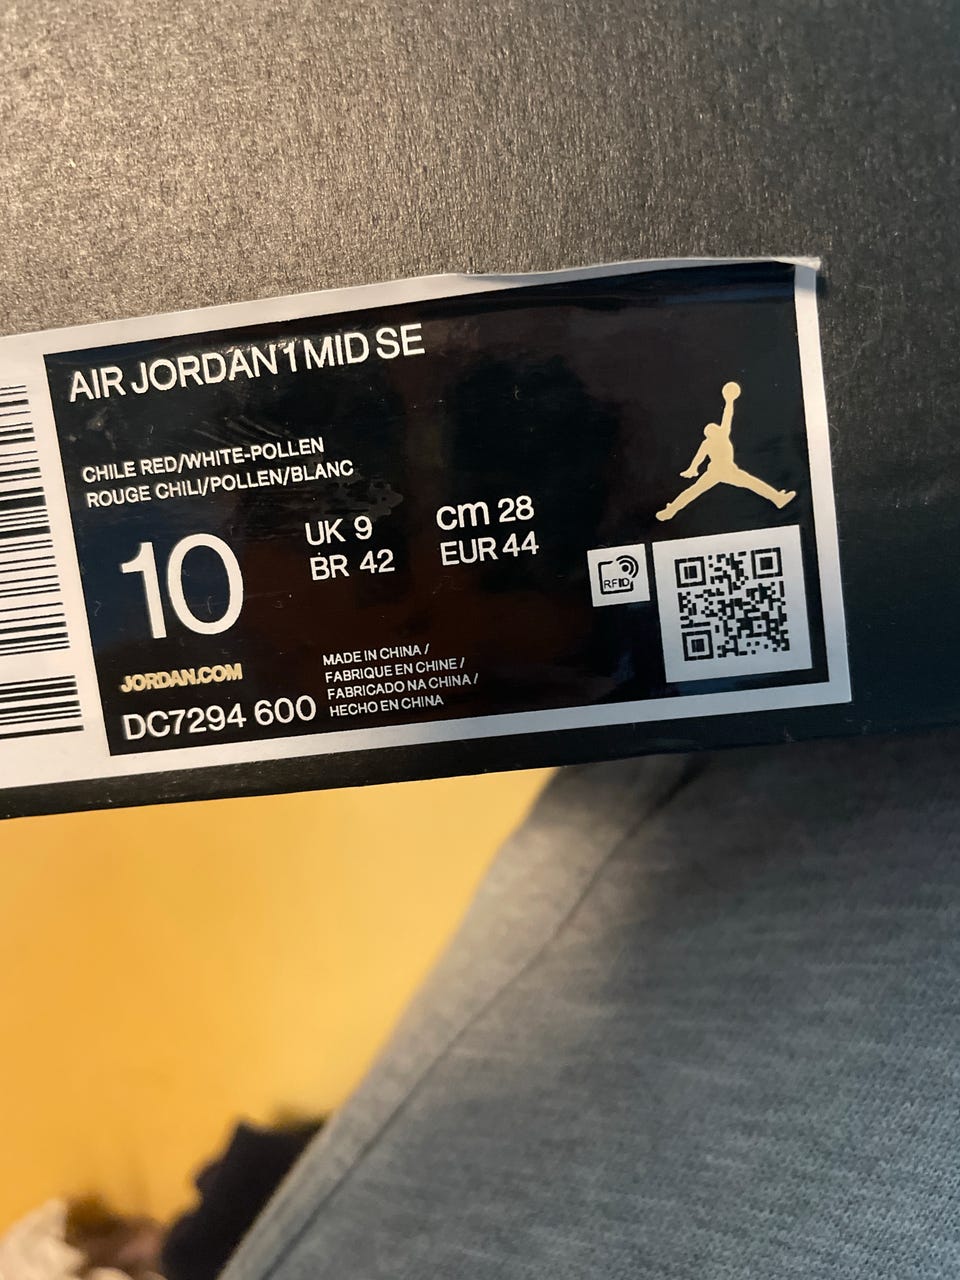 AIR JORDAN 1 MID SE
CHILE RED/WHITE-POLLEN
ROUGE CHILI/POLLEN/BLANC
10
UK 9
BR 42
cm 28
EUR 44
RFID
JORDAN.COM
DC7294 600
MADE IN CHINA /
FABRIQUE EN CHINE /
FABRICADO NA CHINA /
HECHO EN CHINA